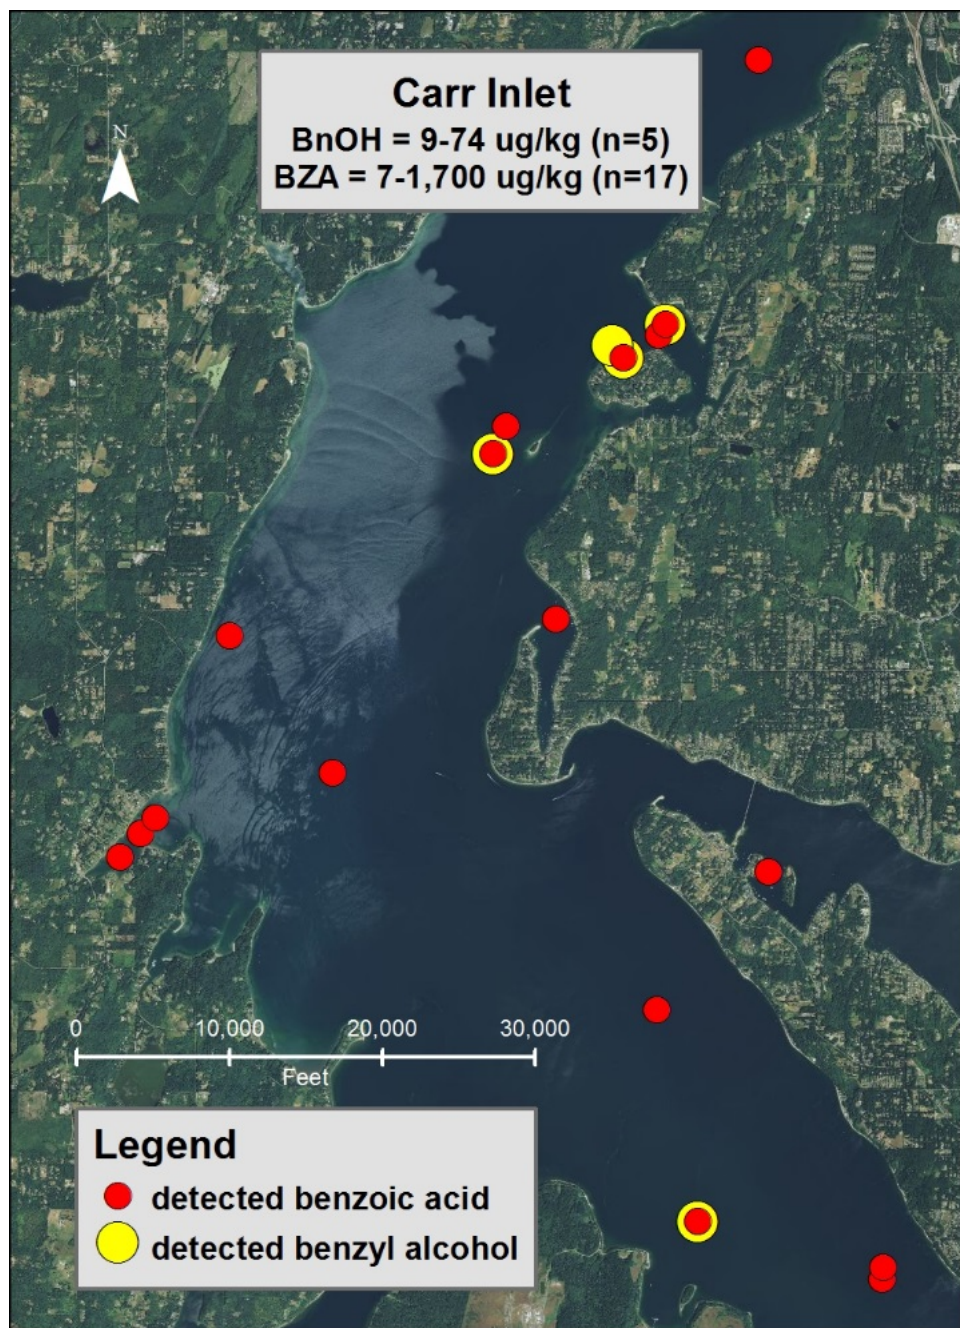 Carr Inlet
BnOH = 9-74 ug/kg (n=5)
BZA = 7-1,700 ug/kg (n=17)
N
0 10,000 20,000 30,000
Feet
Legend
detected benzoic acid
detected benzyl alcohol